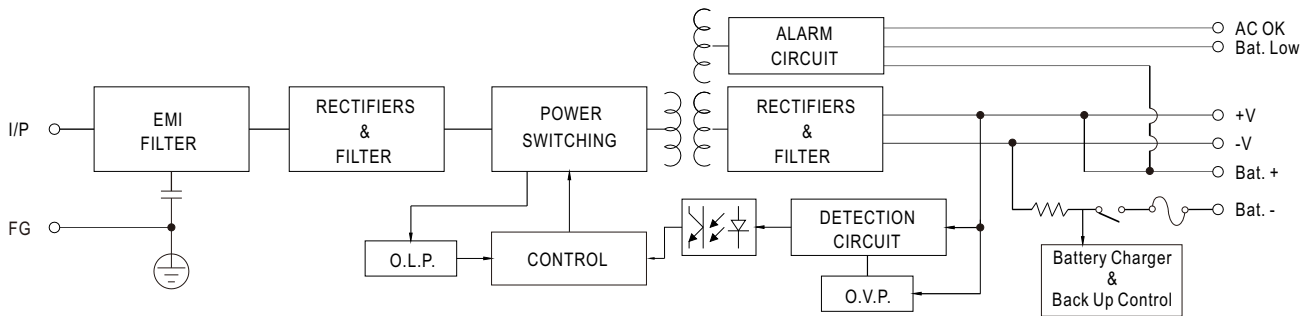 ALARM
CIRCUIT
AC OK
Bat. Low
I/P
EMI
FILTER
RECTIFIERS
&
FILTER
POWER
SWITCHING
RECTIFIERS
&
FILTER
+V
-V
Bat. +
Bat. -
FG
O.L.P.
CONTROL
DETECTION
CIRCUIT
O.V.P.
Battery Charger
&
Back Up Control